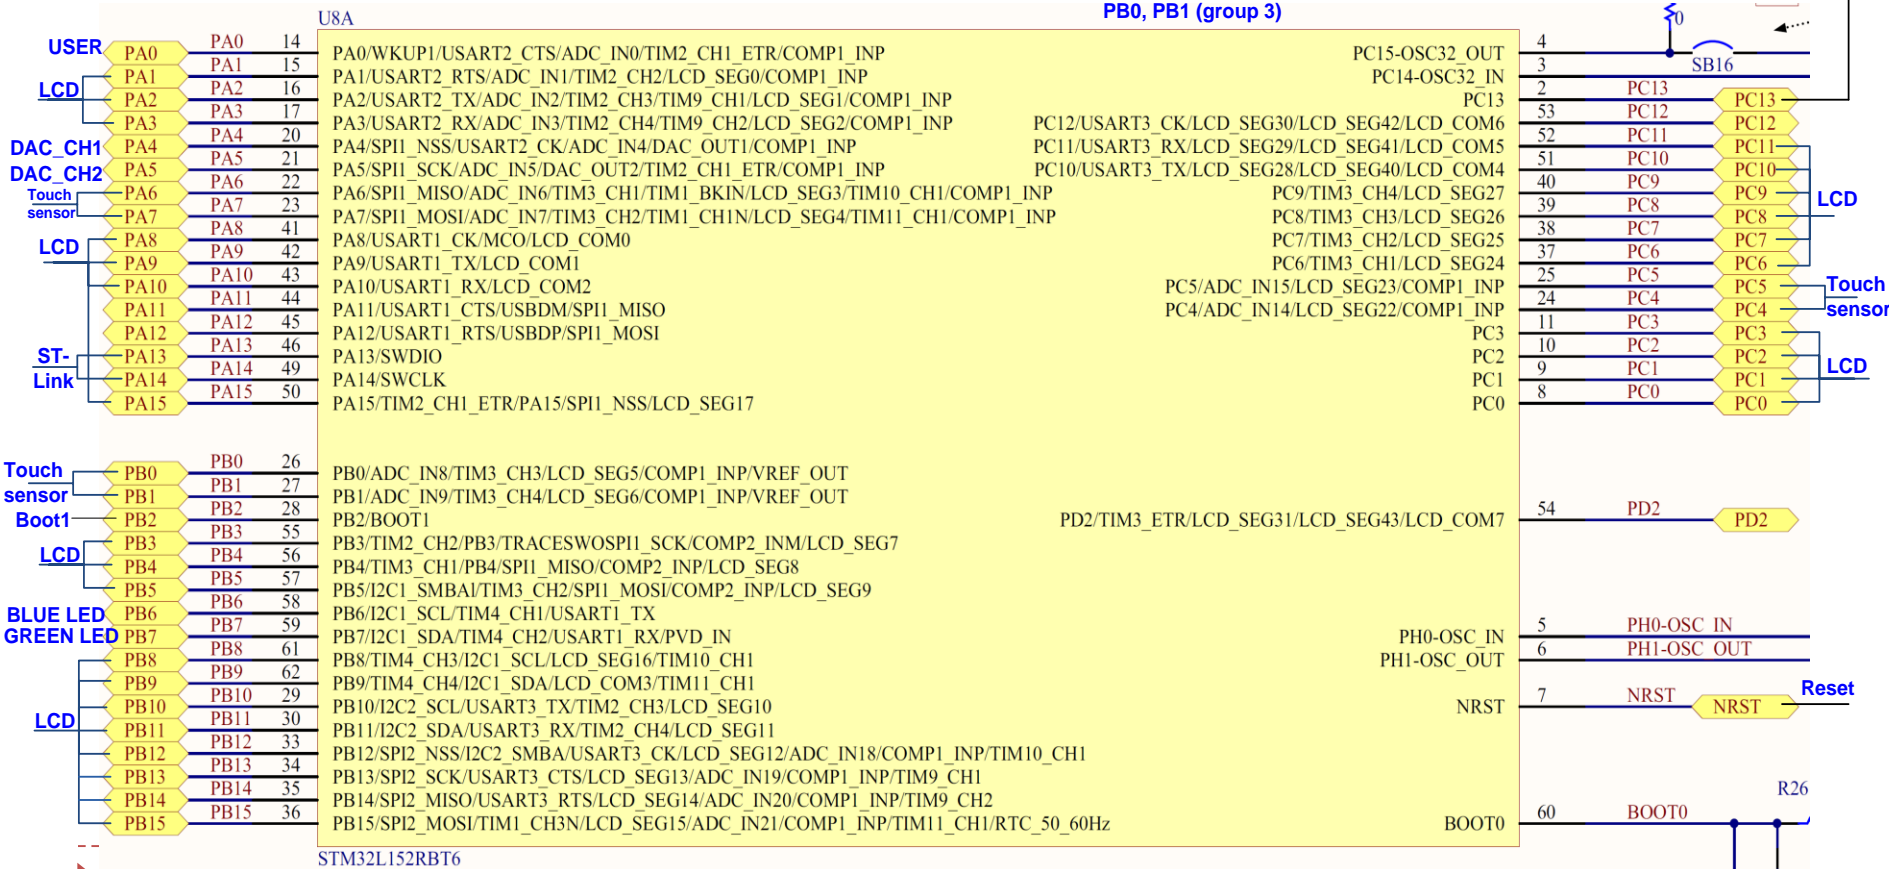 PB0, PB1 (group 3)
U8A
USER PA0 PA0 14 PA0/WKUP1/USART2_CTS/ADC_IN0/TIM2_CH1_ETR/COMP1_INP
PA1 PA1 15 PA1/USART2_RTS/ADC_IN1/TIM2_CH2/LCD_SEG0/COMP1_INP
LCD PA2 PA2 16 PA2/USART2_TX/ADC_IN2/TIM2_CH3/TIM9_CH1/LCD_SEG1/COMP1_INP
PA3 PA3 17 PA3/USART2_RX/ADC_IN3/TIM2_CH4/TIM9_CH2/LCD_SEG2/COMP1_INP
DAC_CH1 PA4 PA4 20 PA4/SPI1_NSS/USART2_CK/ADC_IN4/DAC_OUT1/COMP1_INP
DAC_CH2 PA5 PA5 21 PA5/SPI1_SCK/ADC_IN5/DAC_OUT2/TIM2_CH1_ETR/COMP1_INP
Touch PA6 PA6 22 PA6/SPI1_MISO/ADC_IN6/TIM3_CH1/TIM1_BKIN/LCD_SEG3/TIM10_CH1/COMP1_INP
sensor PA7 PA7 23 PA7/SPI1_MOSI/ADC_IN7/TIM3_CH2/TIM1_CH1N/LCD_SEG4/TIM11_CH1/COMP1_INP
LCD PA8 PA8 41 PA8/USART1_CK/MCO/LCD_COM0
PA9 PA9 42 PA9/USART1_TX/LCD_COM1
PA10 PA10 43 PA10/USART1_RX/LCD_COM2
PA11 PA11 44 PA11/USART1_CTS/USBDM/SPI1_MISO
PA12 PA12 45 PA12/USART1_RTS/USBDP/SPI1_MOSI
ST- PA13 PA13 46 PA13/SWDIO
Link PA14 PA14 49 PA14/SWCLK
PA15 PA15 50 PA15/TIM2_CH1_ETR/PA15/SPI1_NSS/LCD_SEG17
Touch PB0 PB0 26 PB0/ADC_IN8/TIM3_CH3/LCD_SEG5/COMP1_INP/VREF_OUT
sensor PB1 PB1 27 PB1/ADC_IN9/TIM3_CH4/LCD_SEG6/COMP1_INP/VREF_OUT
Boot1 PB2 PB2 28 PB2/BOOT1
LCD PB3 PB3 55 PB3/TIM2_CH2/PB3/TRACESWOSPI1_SCK/COMP2_INM/LCD_SEG7
PB4 PB4 56 PB4/TIM3_CH1/PB4/SPI1_MISO/COMP2_INP/LCD_SEG8
PB5 PB5 57 PB5/I2C1_SMBAI/TIM3_CH2/SPI1_MOSI/COMP2_INP/LCD_SEG9
BLUE LED PB6 PB6 58 PB6/I2C1_SCL/TIM4_CH1/USART1_TX
GREEN LED PB7 PB7 59 PB7/I2C1_SDA/TIM4_CH2/USART1_RX/PVD_IN
PB8 PB8 61 PB8/TIM4_CH3/I2C1_SCL/LCD_SEG16/TIM10_CH1
PB9 PB9 62 PB9/TIM4_CH4/I2C1_SDA/LCD_COM3/TIM11_CH1
PB10 PB10 29 PB10/I2C2_SCL/USART3_TX/TIM2_CH3/LCD_SEG10
LCD PB11 PB11 30 PB11/I2C2_SDA/USART3_RX/TIM2_CH4/LCD_SEG11
PB12 PB12 33 PB12/SPI2_NSS/I2C2_SMBA/USART3_CK/LCD_SEG12/ADC_IN18/COMP1_INP/TIM10_CH1
PB13 PB13 34 PB13/SPI2_SCK/USART3_CTS/LCD_SEG13/ADC_IN19/COMP1_INP/TIM9_CH1
PB14 PB14 35 PB14/SPI2_MISO/USART3_RTS/LCD_SEG14/ADC_IN20/COMP1_INP/TIM9_CH2
PB15 PB15 36 PB15/SPI2_MOSI/TIM1_CH3N/LCD_SEG15/ADC_IN21/COMP1_INP/TIM11_CH1/RTC_50_60Hz
STM32L152RBT6
0
PC15-OSC32_OUT 4
SB16
PC14-OSC32_IN 3
PC13 2 PC13 PC13
PC12/USART3_CK/LCD_SEG30/LCD_SEG42/LCD_COM6 53 PC12 PC12
PC11/USART3_RX/LCD_SEG29/LCD_SEG41/LCD_COM5 52 PC11 PC11
PC10/USART3_TX/LCD_SEG28/LCD_SEG40/LCD_COM4 51 PC10 PC10
PC9/TIM3_CH4/LCD_SEG27 40 PC9 PC9 LCD
PC8/TIM3_CH3/LCD_SEG26 39 PC8 PC8
PC7/TIM3_CH2/LCD_SEG25 38 PC7 PC7
PC6/TIM3_CH1/LCD_SEG24 37 PC6 PC6
PC5/ADC_IN15/LCD_SEG23/COMP1_INP 25 PC5 PC5 Touch
PC4/ADC_IN14/LCD_SEG22/COMP1_INP 24 PC4 PC4 sensor
PC3 11 PC3 PC3
PC2 10 PC2 PC2 LCD
PC1 9 PC1 PC1
PC0 8 PC0 PC0
PD2/TIM3_ETR/LCD_SEG31/LCD_SEG43/LCD_COM7 54 PD2 PD2
PH0-OSC_IN 5 PH0-OSC_IN
PH1-OSC_OUT 6 PH1-OSC_OUT
NRST 7 NRST NRST Reset
R26
BOOT0 60 BOOT0